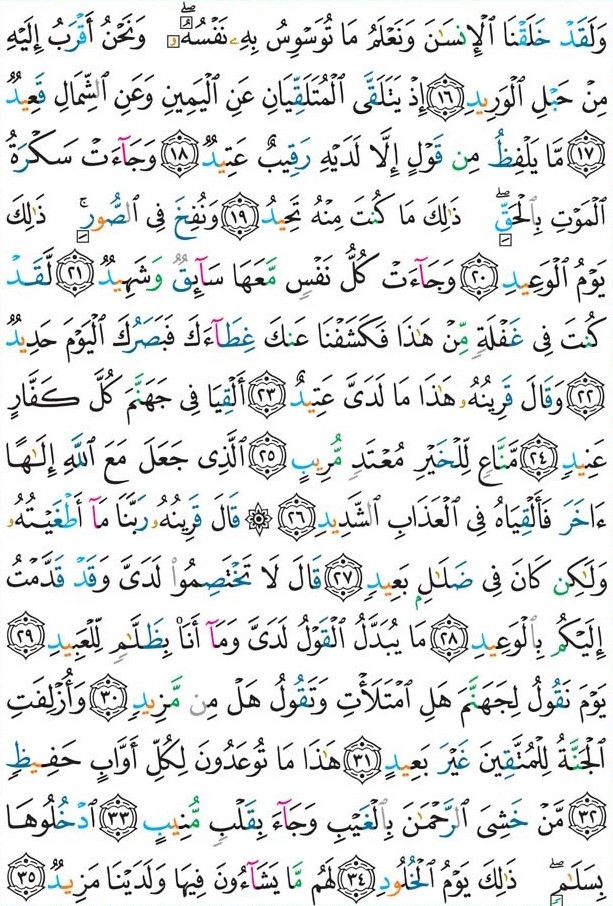 وَلَقَدْ خَلَقْنَا ٱلْإِنسَـٰنَ وَنَعْلَمُ مَا تُوَسْوِسُ بِهِۦ نَفْسُهُۥ ۖ وَنَحْنُ أَقْرَبُ إِلَيْهِ
مِنْ حَبْلِ ٱلْوَرِيدِ ﴿١٦﴾ إِذْ يَتَلَقَّى ٱلْمُتَلَقِّيَانِ عَنِ ٱلْيَمِينِ وَعَنِ ٱلشِّمَالِ قَعِيدٌ
﴿١٧﴾ مَّا يَلْفِظُ مِن قَوْلٍ إِلَّا لَدَيْهِ رَقِيبٌ عَتِيدٌ ﴿١٨﴾ وَجَآءَتْ سَكْرَةُ
ٱلْمَوْتِ بِٱلْحَقِّ ۖ ذَٰلِكَ مَا كُنتَ مِنْهُ تَحِيدُ ﴿١٩﴾ وَنُفِخَ فِى ٱلصُّورِ ۚ ذَٰلِكَ
يَوْمُ ٱلْوَعِيدِ ﴿٢٠﴾ وَجَآءَتْ كُلُّ نَفْسٍ مَّعَهَا سَآئِقٌ وَشَهِيدٌ ﴿٢١﴾ لَّقَدْ
كُنتَ فِى غَفْلَةٍ مِّنْ هَـٰذَا فَكَشَفْنَا عَنكَ غِطَآءَكَ فَبَصَرُكَ ٱلْيَوْمَ حَدِيدٌ
﴿٢٢﴾ وَقَالَ قَرِينُهُۥ هَـٰذَا مَا لَدَىَّ عَتِيدٌ ﴿٢٣﴾ أَلْقِيَا فِى جَهَنَّمَ كُلَّ كَفَّارٍ
عَنِيدٍ ﴿٢٤﴾ مَّنَّاعٍ لِّلْخَيْرِ مُعْتَدٍ مُّرِيبٍ ﴿٢٥﴾ ٱلَّذِى جَعَلَ مَعَ ٱللَّهِ إِلَـٰهًا
ءَاخَرَ فَأَلْقِيَاهُ فِى ٱلْعَذَابِ ٱلشَّدِيدِ ﴿٢٦﴾ ۞ قَالَ قَرِينُهُۥ رَبَّنَا مَآ أَطْغَيْتُهُۥ
وَلَـٰكِن كَانَ فِى ضَلَـٰلٍۭ بَعِيدٍ ﴿٢٧﴾ قَالَ لَا تَخْتَصِمُوا۟ لَدَىَّ وَقَدْ قَدَّمْتُ
إِلَيْكُم بِٱلْوَعِيدِ ﴿٢٨﴾ مَا يُبَدَّلُ ٱلْقَوْلُ لَدَىَّ وَمَآ أَنَا۠ بِظَلَّـٰمٍ لِّلْعَبِيدِ ﴿٢٩﴾
يَوْمَ نَقُولُ لِجَهَنَّمَ هَلِ ٱمْتَلَأْتِ وَتَقُولُ هَلْ مِن مَّزِيدٍ ﴿٣٠﴾ وَأُزْلِفَتِ
ٱلْجَنَّةُ لِلْمُتَّقِينَ غَيْرَ بَعِيدٍ ﴿٣١﴾ هَـٰذَا مَا تُوعَدُونَ لِكُلِّ أَوَّابٍ حَفِيظٍ
﴿٣٢﴾ مَّنْ خَشِىَ ٱلرَّحْمَـٰنَ بِٱلْغَيْبِ وَجَآءَ بِقَلْبٍ مُّنِيبٍ ﴿٣٣﴾ ٱدْخُلُوهَا
بِسَلَـٰمٍ ۖ ذَٰلِكَ يَوْمُ ٱلْخُلُودِ ﴿٣٤﴾ لَهُم مَّا يَشَآءُونَ فِيهَا وَلَدَيْنَا مَزِيدٌ ﴿٣٥﴾